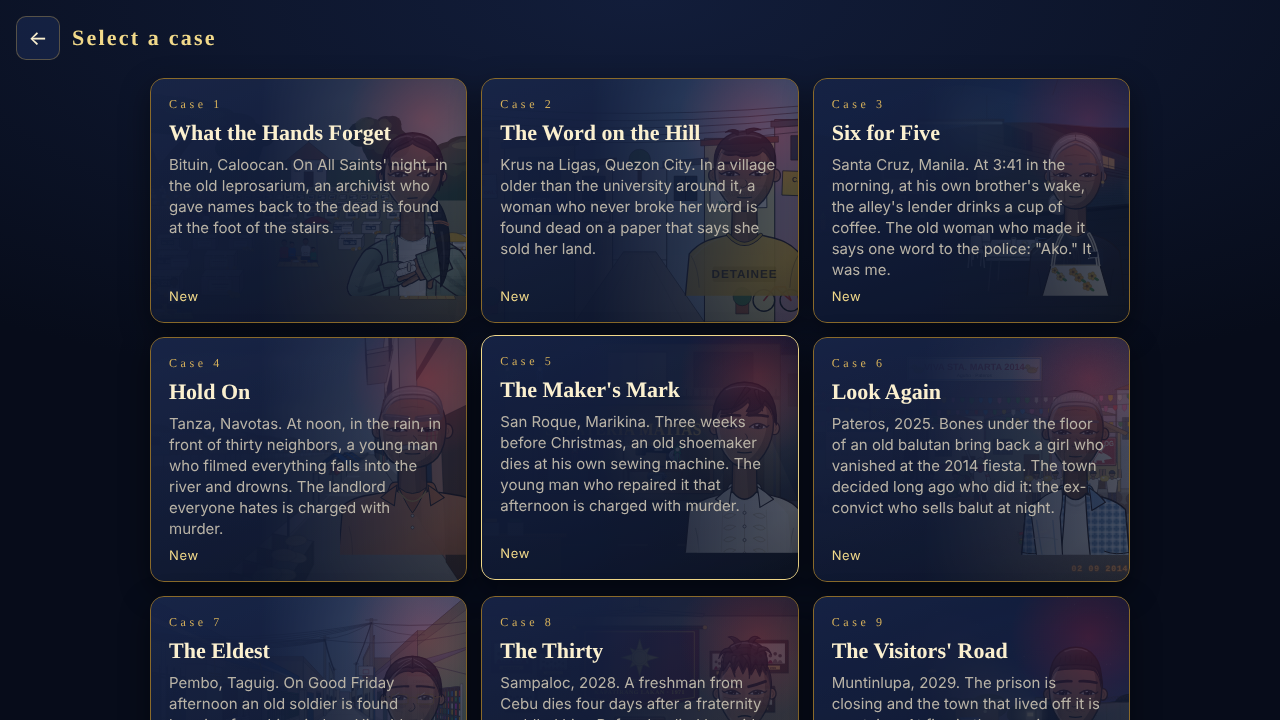 Select a case
Case 1
What the Hands Forget
Bituin, Caloocan. On All Saints' night, in
the old leprosarium, an archivist who
gave names back to the dead is found
at the foot of the stairs.
New
Case 2
The Word on the Hill
Krus na Ligas, Quezon City. In a village
older than the university around it, a
woman who never broke her word is
found dead on a paper that says she
sold her land.
DETAINEE
New
Case 3
Six for Five
Santa Cruz, Manila. At 3:41 in the
morning, at his own brother's wake,
the alley's lender drinks a cup of
coffee. The old woman who made it
says one word to the police: "Ako." It
was me.
New
Case 4
Hold On
Tanza, Navotas. At noon, in the rain, in
front of thirty neighbors, a young man
who filmed everything falls into the
river and drowns. The landlord
everyone hates is charged with
murder.
New
Case 5
The Maker's Mark
San Roque, Marikina. Three weeks
before Christmas, an old shoemaker
dies at his own sewing machine. The
young man who repaired it that
afternoon is charged with murder.
New
Case 6
STA. MARTA 2014
Look Again
Pateros, 2025. Bones under the floor
of an old balutan bring back a girl who
vanished at the 2014 fiesta. The town
decided long ago who did it: the ex-
convict who sells balut at night.
New
02 09 2014
Case 7
The Eldest
Pembo, Taguig. On Good Friday
afternoon an old soldier is found
Case 8
The Thirty
Sampaloc, 2028. A freshman from
Cebu dies four days after a fraternity
Case 9
The Visitors' Road
Muntinlupa, 2029. The prison is
closing and the town that lived off it is